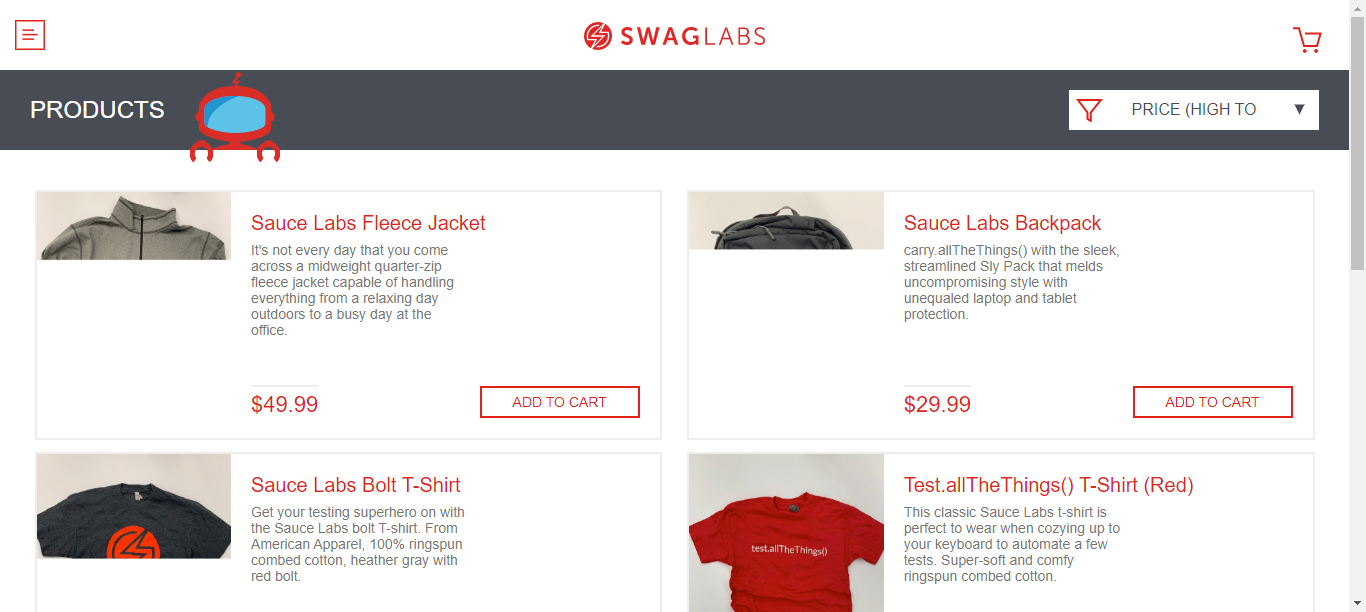 SWAGLABS
PRODUCTS
PRICE (HIGH TO
Sauce Labs Fleece Jacket
It's not every day that you come
across a midweight quarter-zip
fleece jacket capable of handling
everything from a relaxing day
outdoors to a busy day at the
office.
$49.99
ADD TO CART
Sauce Labs Backpack
carry.allTheThings() with the sleek,
streamlined Sly Pack that melds
uncompromising style with
unequaled laptop and tablet
protection.
$29.99
ADD TO CART
Sauce Labs Bolt T-Shirt
Get your testing superhero on with
the Sauce Labs bolt T-shirt. From
American Apparel, 100% ringspun
combed cotton, heather gray with
red bolt.
test.allTheThings()
Test.allTheThings() T-Shirt (Red)
This classic Sauce Labs t-shirt is
perfect to wear when cozying up to
your keyboard to automate a few
tests. Super-soft and comfy
ringspun combed cotton.